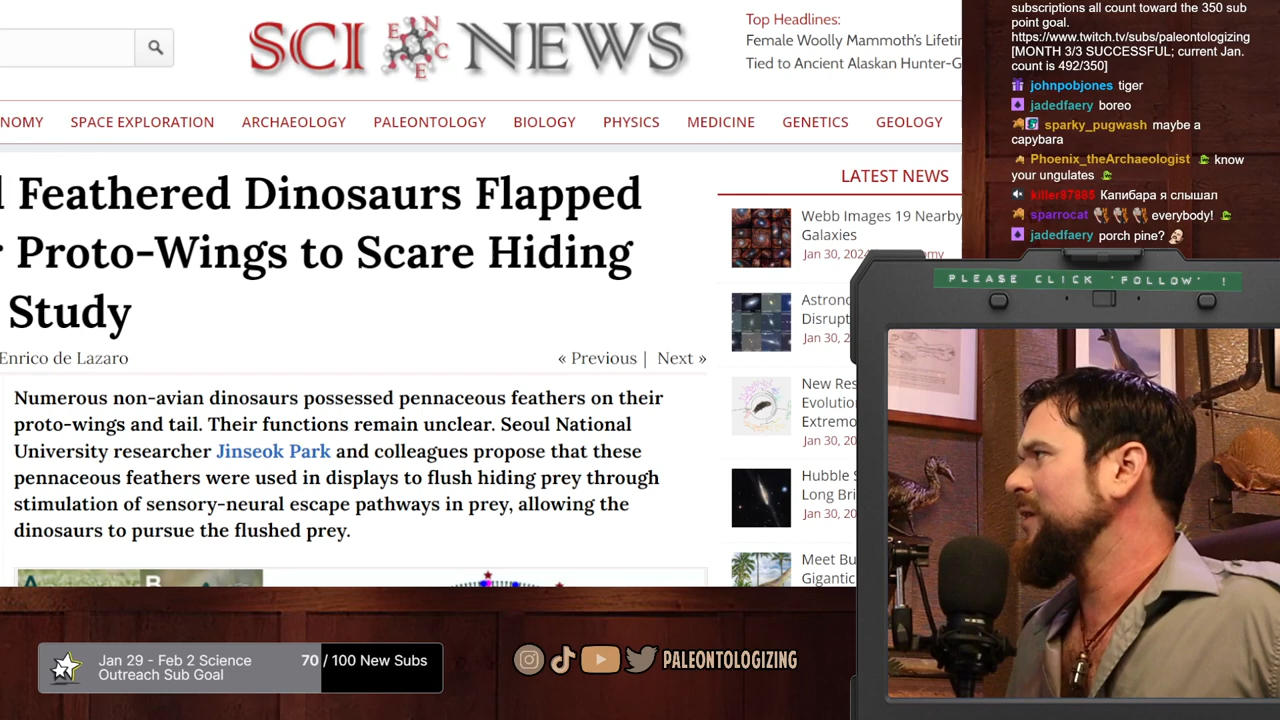 SCIENCE NEWS
Top Headlines:
Female Woolly Mammoth's
Tied to Ancient Alaskan
NOMY SPACE EXPLORATION ARCHAEOLOGY PALEONTOLOGY BIOLOGY PHYSICS MEDICINE GENETICS GEOLOGY
Feathered Dinosaurs Flapped
Proto-Wings to Scare Hiding
Study
Enrico de Lazaro
« Previous | Next »
Numerous non-avian dinosaurs possessed pennaceous feathers on their
proto-wings and tail. Their functions remain unclear. Seoul National
University researcher Jinseok Park and colleagues propose that these
pennaceous feathers were used in displays to flush hiding prey through
stimulation of sensory-neural escape pathways in prey, allowing the
dinosaurs to pursue the flushed prey.
A B
LATEST NEWS
Webb Images 19 Nearby
Galaxies
Jan 30,
Astron
Disrupt
Jan 30, 2
New Res
Evolution
Extremo
Jan 30, 20
Hubble
Long Bri
Jan 30, 20
Meet Bu
Gigantic
subscriptions all count toward the 350 sub
point goal.
https://www.twitch.tv/subs/paleontologizing
[MONTH 3/3 SUCCESSFUL; current Jan.
count is 492/350]
johnpobjones tiger
jadedfaery boreo
sparky_pugwash maybe a
capybara
Phoenix_theArchaeologist know
your ungulates
killer87885 Капибара я слышал
sparrocat everybody!
jadedfaery porch pine?
PLEASE CLICK 'FOLLOW' !
Jan 29 - Feb 2 Science
Outreach Sub Goal
70 / 100 New Subs
PALEONTOLOGIZING